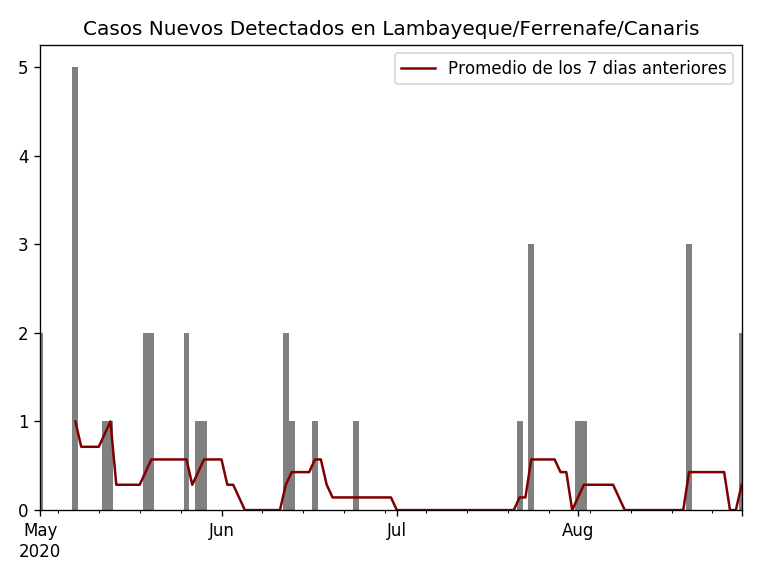 Casos Nuevos Detectados en Lambayeque/Ferrenafe/Canaris
Promedio de los 7 dias anteriores
5
4
3
2
1
0
May
2020
Jun
Jul
Aug